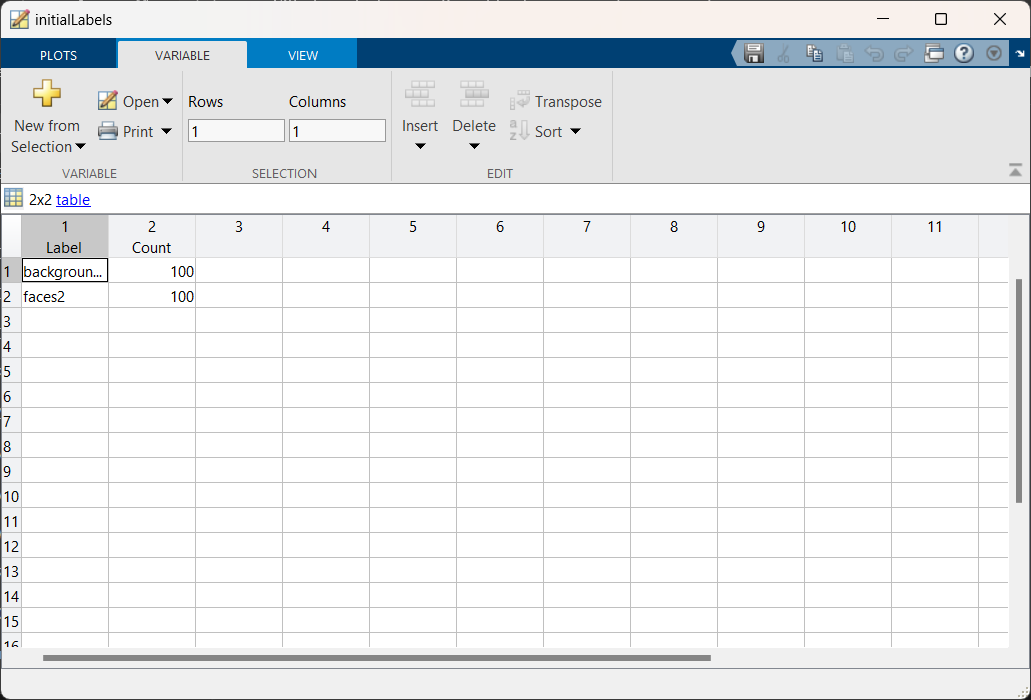 initialLabels
PLOTS VARIABLE VIEW
New from Selection
Open
Print
VARIABLE
Rows Columns
1 1
SELECTION
Insert
Delete
Transpose
Sort
EDIT
2x2 table
1 2 3 4 5 6 7 8 9 10 11
Label Count
1 backgroun... 100
2 faces2 100
3
4
5
6
7
8
9
10
11
12
13
14
15
16